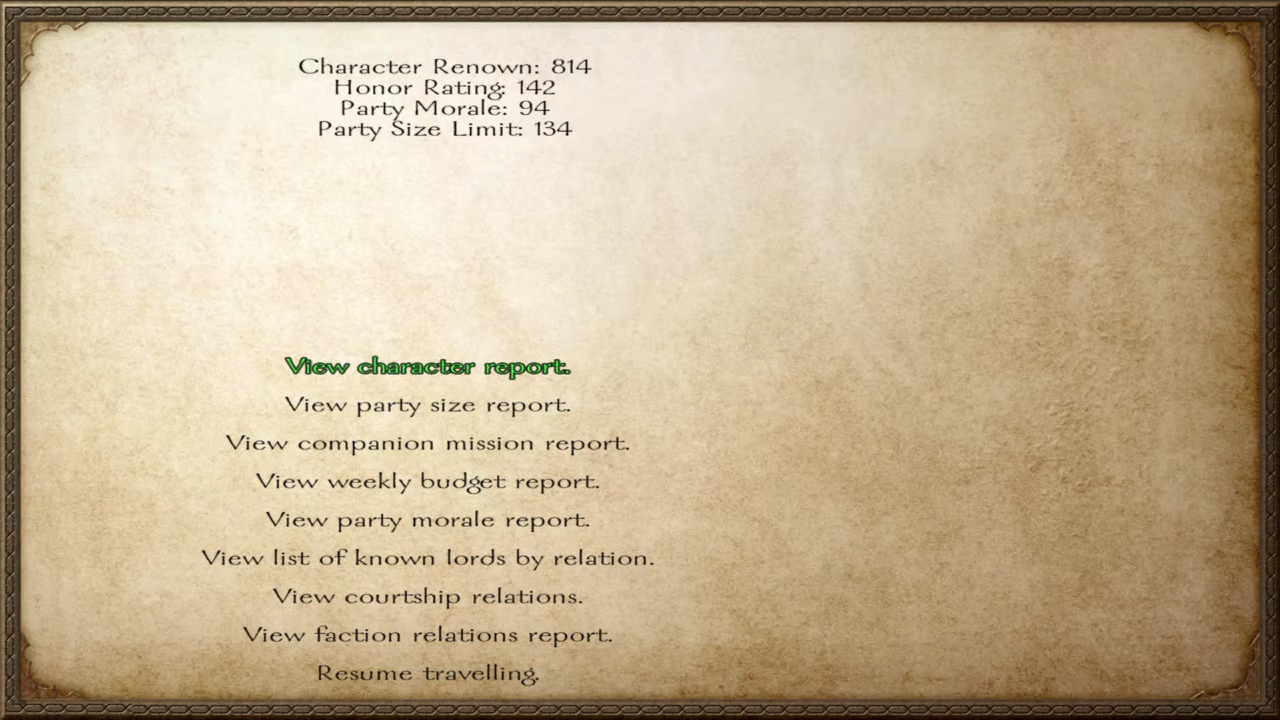 Character Renown: 814
Honor Rating: 142
Party Morale: 94
Party Size Limit: 134
View character report.
View party size report.
View companion mission report.
View weekly budget report.
View party morale report.
View list of known lords by relation.
View courtship relations.
View faction relations report.
Resume travelling.